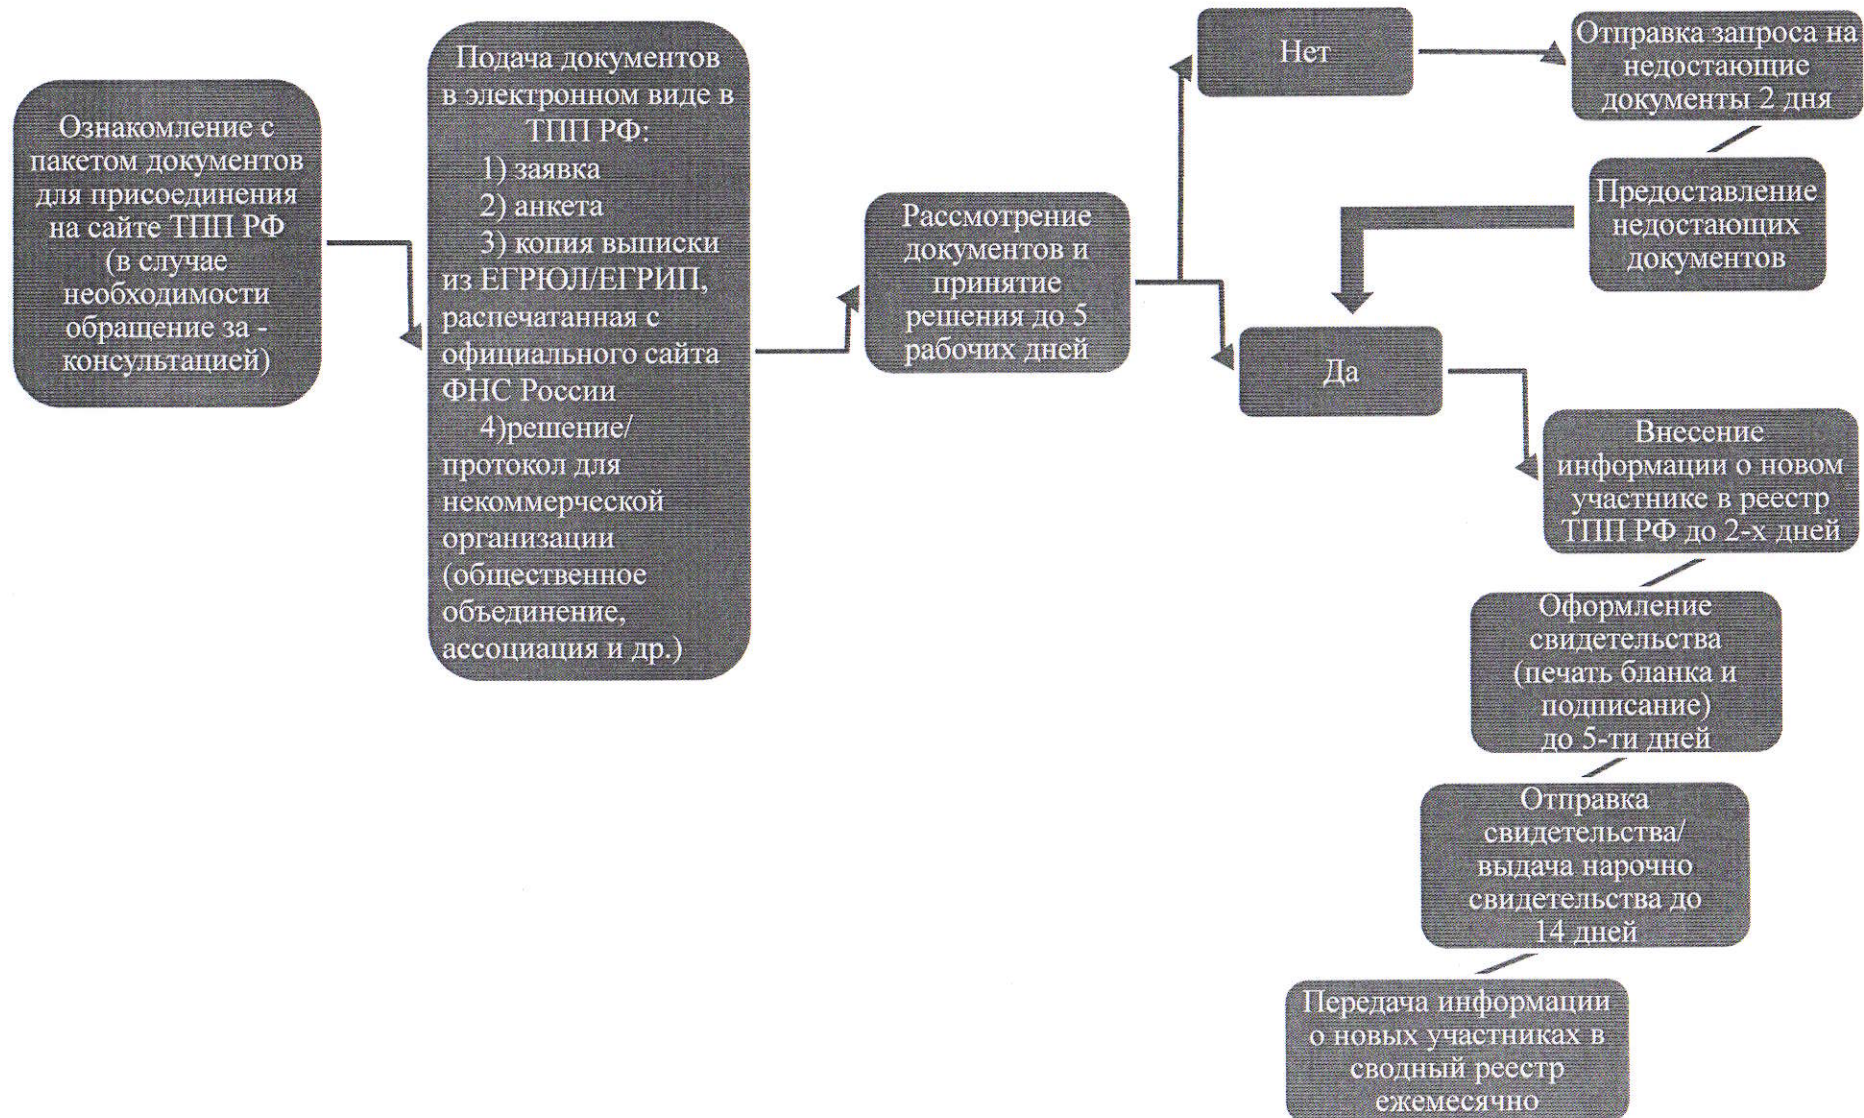 Ознакомление с
пакетом документов
для присоединения
на сайте ТПП РФ
(в случае
необходимости
обращение за -
консультацией)
Подача документов
в электронном виде в
ТПП РФ:
1) заявка
2) анкета
3) копия выписки
из ЕГРЮЛ/ЕГРИП,
распечатанная с
официального сайта
ФНС России
4)решение/
протокол для
некоммерческой
организации
(общественное
объединение,
ассоциация и др.)
Рассмотрение
документов и
принятие
решения до 5
рабочих дней
Нет
Отправка запроса на
недостающие
документы 2 дня
Предоставление
недостающих
документов
Да
Внесение
информации о новом
участнике в реестр
ТПП РФ до 2-х дней
Оформление
свидетельства
(печать бланка и
подписание)
до 5-ти дней
Отправка
свидетельства/
выдача нарочно
свидетельства до
14 дней
Передача информации
о новых участниках в
сводный реестр
ежемесячно